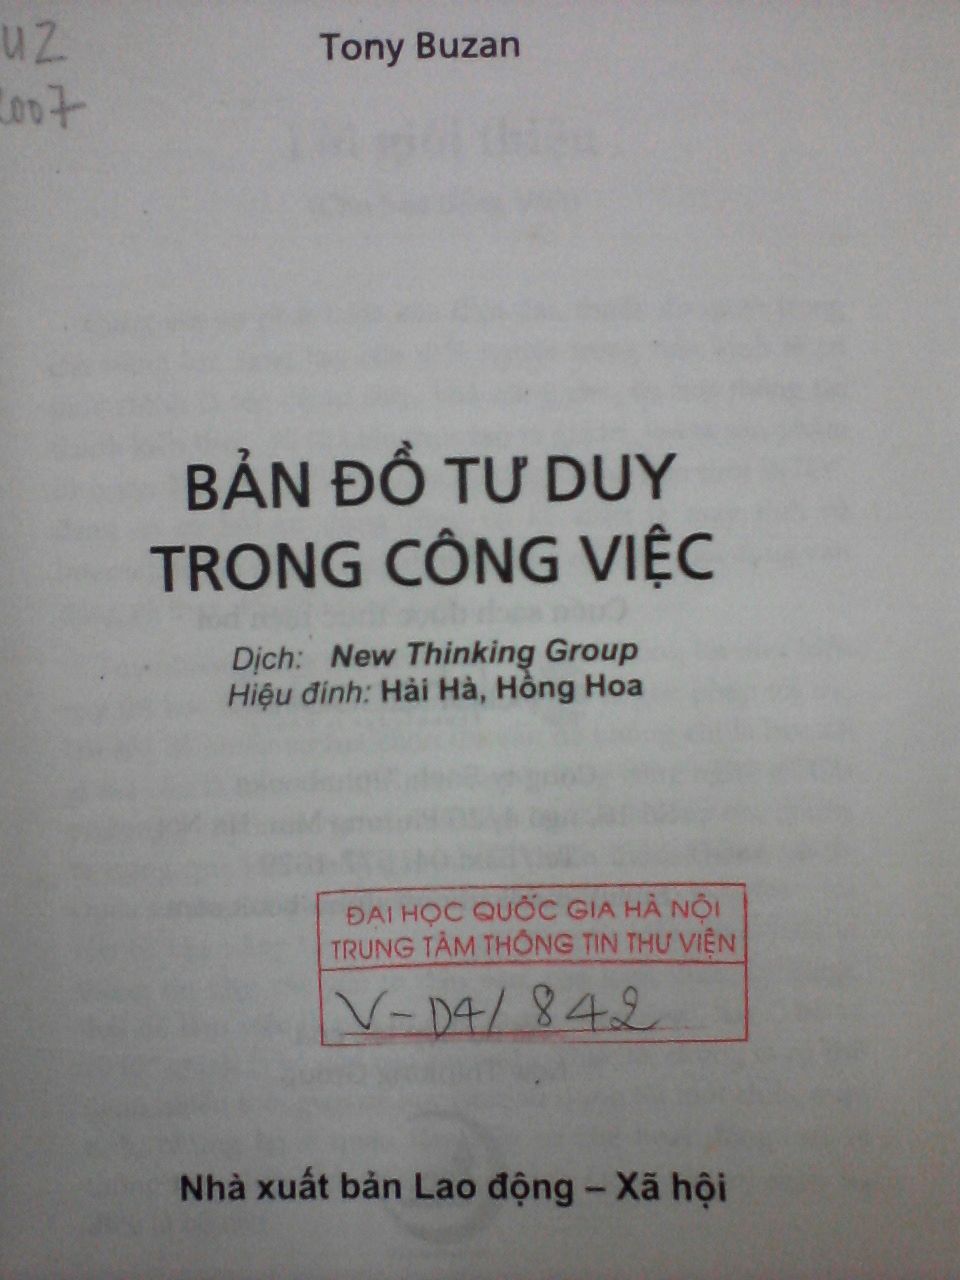 UZ
2007
Tony Buzan
BẢN ĐỒ TƯ DUY
TRONG CÔNG VIỆC
Dịch: New Thinking Group
Hiệu đính: Hải Hà, Hồng Hoa
ĐẠI HỌC QUỐC GIA HÀ NỘI
TRUNG TÂM THÔNG TIN THƯ VIỆN
V-D4/ 842
Nhà xuất bản Lao động – Xã hội